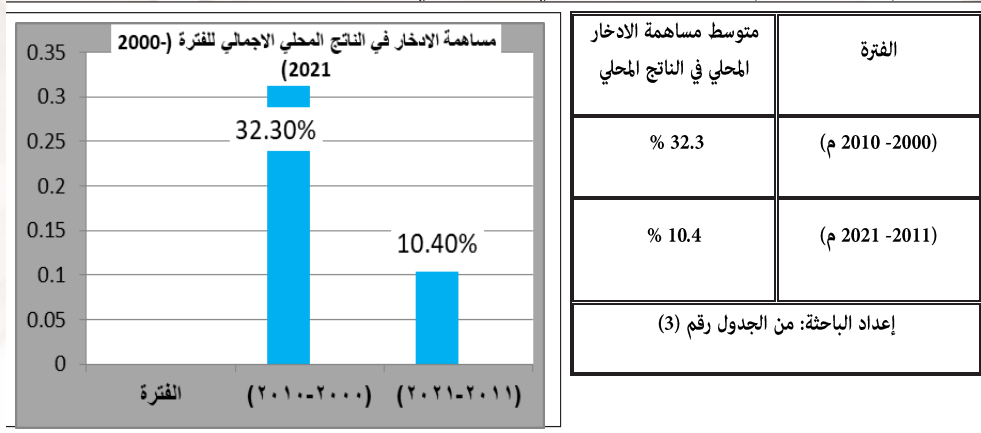 الفترة
متوسط مساهمة الادخار
المحلي في الناتج المحلي
(2000- 2010 م)
32.3 %
(2011- 2021 م)
10.4 %
إعداد الباحثة: من الجدول رقم (3)
مساهمة الادخار في الناتج المحلي الاجمالي للفترة (2000-
2021)
0.35
0.3
0.25
0.2
0.15
0.1
0.05
0
32.30%
10.40%
الفترة
(٢٠٠٠-٢٠١٠)
(٢٠١١-٢٠٢١)